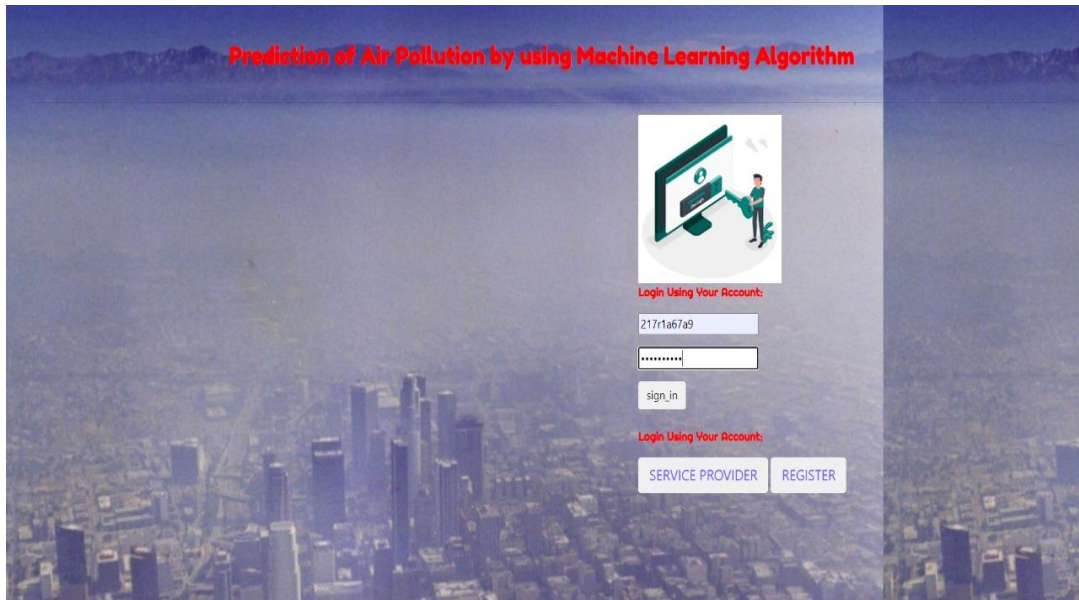 Prediction of Air Pollution by using Machine Learning Algorithm
Login Using Your Account:
217r1a67a9
••••••••••
sign_in
Login Using Your Account:
SERVICE PROVIDER REGISTER